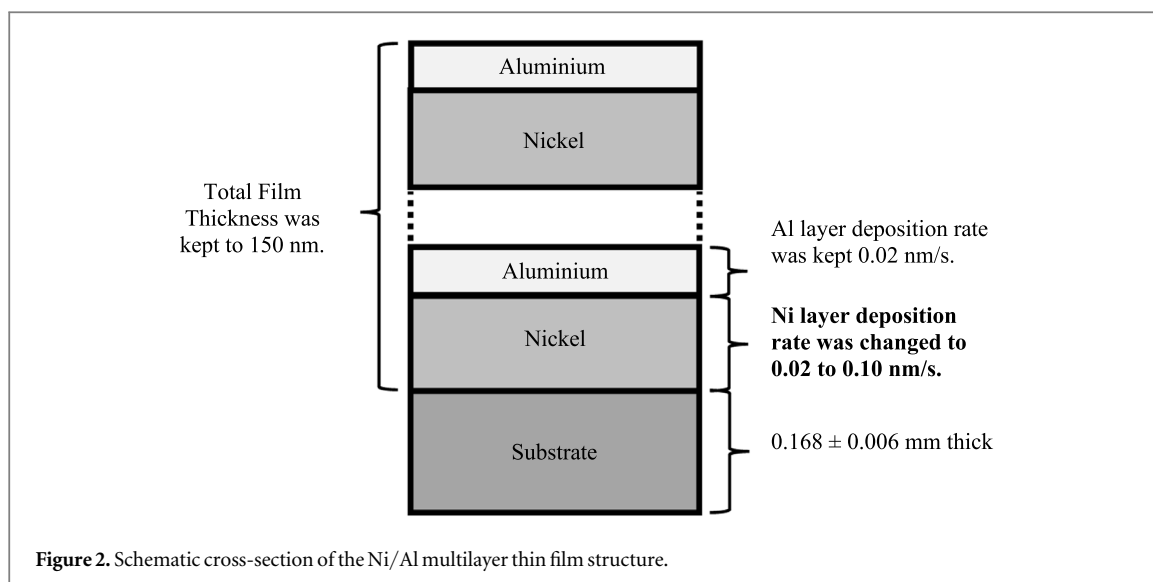 Aluminium
Nickel
Total Film
Thickness was
kept to 150 nm.
Aluminium
Nickel
Substrate
Al layer deposition rate
was kept 0.02 nm/s.
Ni layer deposition
rate was changed to
0.02 to 0.10 nm/s.
0.168 ± 0.006 mm thick
Figure 2. Schematic cross-section of the Ni/Al multilayer thin film structure.